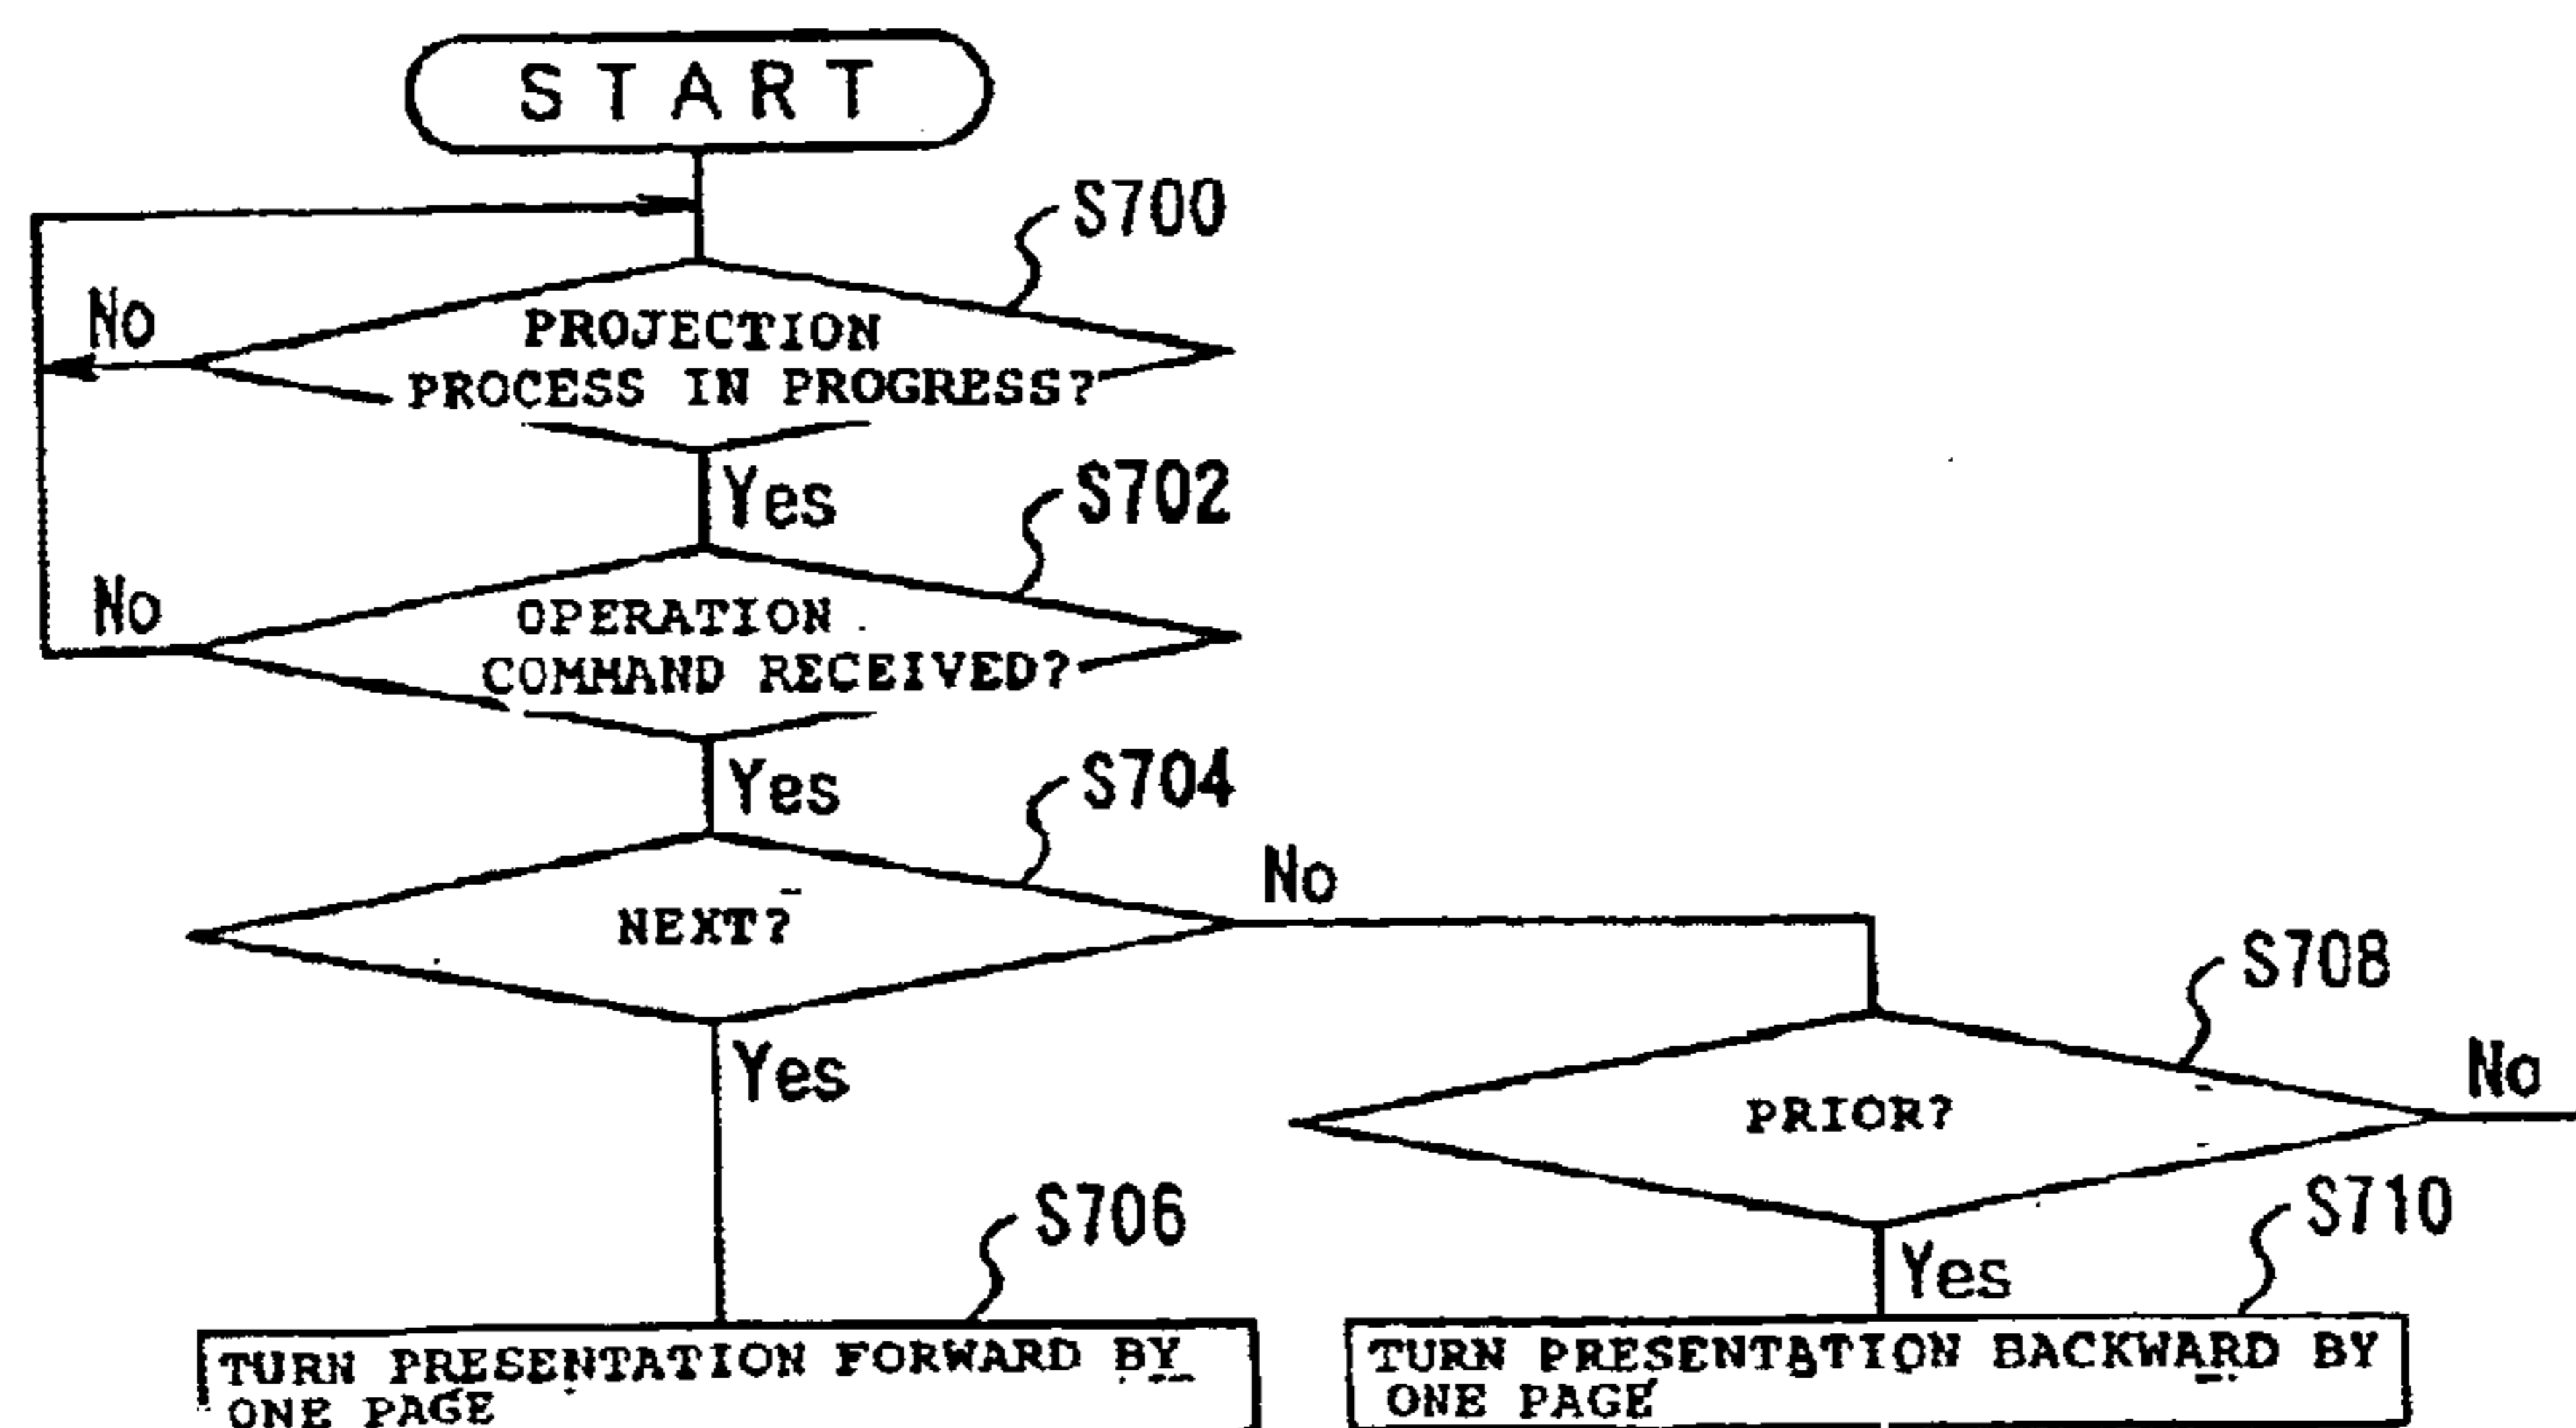 START
S700
No
PROJECTION
PROCESS IN PROGRESS?
Yes
S702
No
OPERATION
COMMAND RECEIVED?
Yes
S704
NEXT?
No
Yes
S708
PRIOR?
No
S706
S710
Yes
TURN PRESENTATION FORWARD BY
ONE PAGE
TURN PRESENTATION BACKWARD BY
ONE PAGE